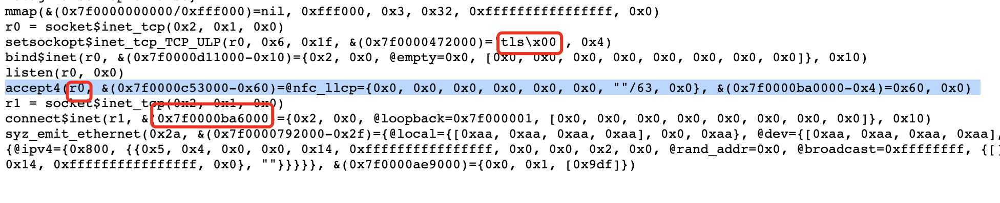 mmap(&(0x7f0000000000/0xfff000)=nil, 0xfff000, 0x3, 0x32, 0xffffffffffffffff, 0x0)
r0 = socket$inet_tcp(0x2, 0x1, 0x0)
setsockopt$inet_tcp_TCP_ULP(r0, 0x6, 0x1f, &(0x7f0000472000)='tls\x00', 0x4)
bind$inet(r0, &(0x7f0000d11000-0x10)={0x2, 0x0, @empty=0x0, [0x0, 0x0, 0x0, 0x0, 0x0, 0x0, 0x0, 0x0]}, 0x10)
listen(r0, 0x0)
accept4(r0, &(0x7f0000c53000-0x60)=@nfc_llcp={0x0, 0x0, 0x0, 0x0, 0x0, 0x0, ""/63, 0x0}, &(0x7f0000ba0000-0x4)=0x60, 0x0)
r1 = socket$inet_tcp(0x2, 0x1, 0x0)
connect$inet(r1, &(0x7f0000ba6000)={0x2, 0x0, @loopback=0x7f000001, [0x0, 0x0, 0x0, 0x0, 0x0, 0x0, 0x0, 0x0]}, 0x10)
syz_emit_ethernet(0x2a, &(0x7f0000792000-0x2f)={@local={[0xaa, 0xaa, 0xaa, 0xaa], 0x0, 0xaa}, @dev={[0xaa, 0xaa, 0xaa, 0xaa],
{@ipv4={0x800, {{0x5, 0x4, 0x0, 0x0, 0x14, 0xffffffffffffffff, 0x0, 0x0, 0x2, 0x0, @rand_addr=0x0, @broadcast=0xffffffff, {[]
0x14, 0xffffffffffffffff, 0x0}, ""}}}}}, &(0x7f0000ae9000)={0x0, 0x1, [0x9df]})